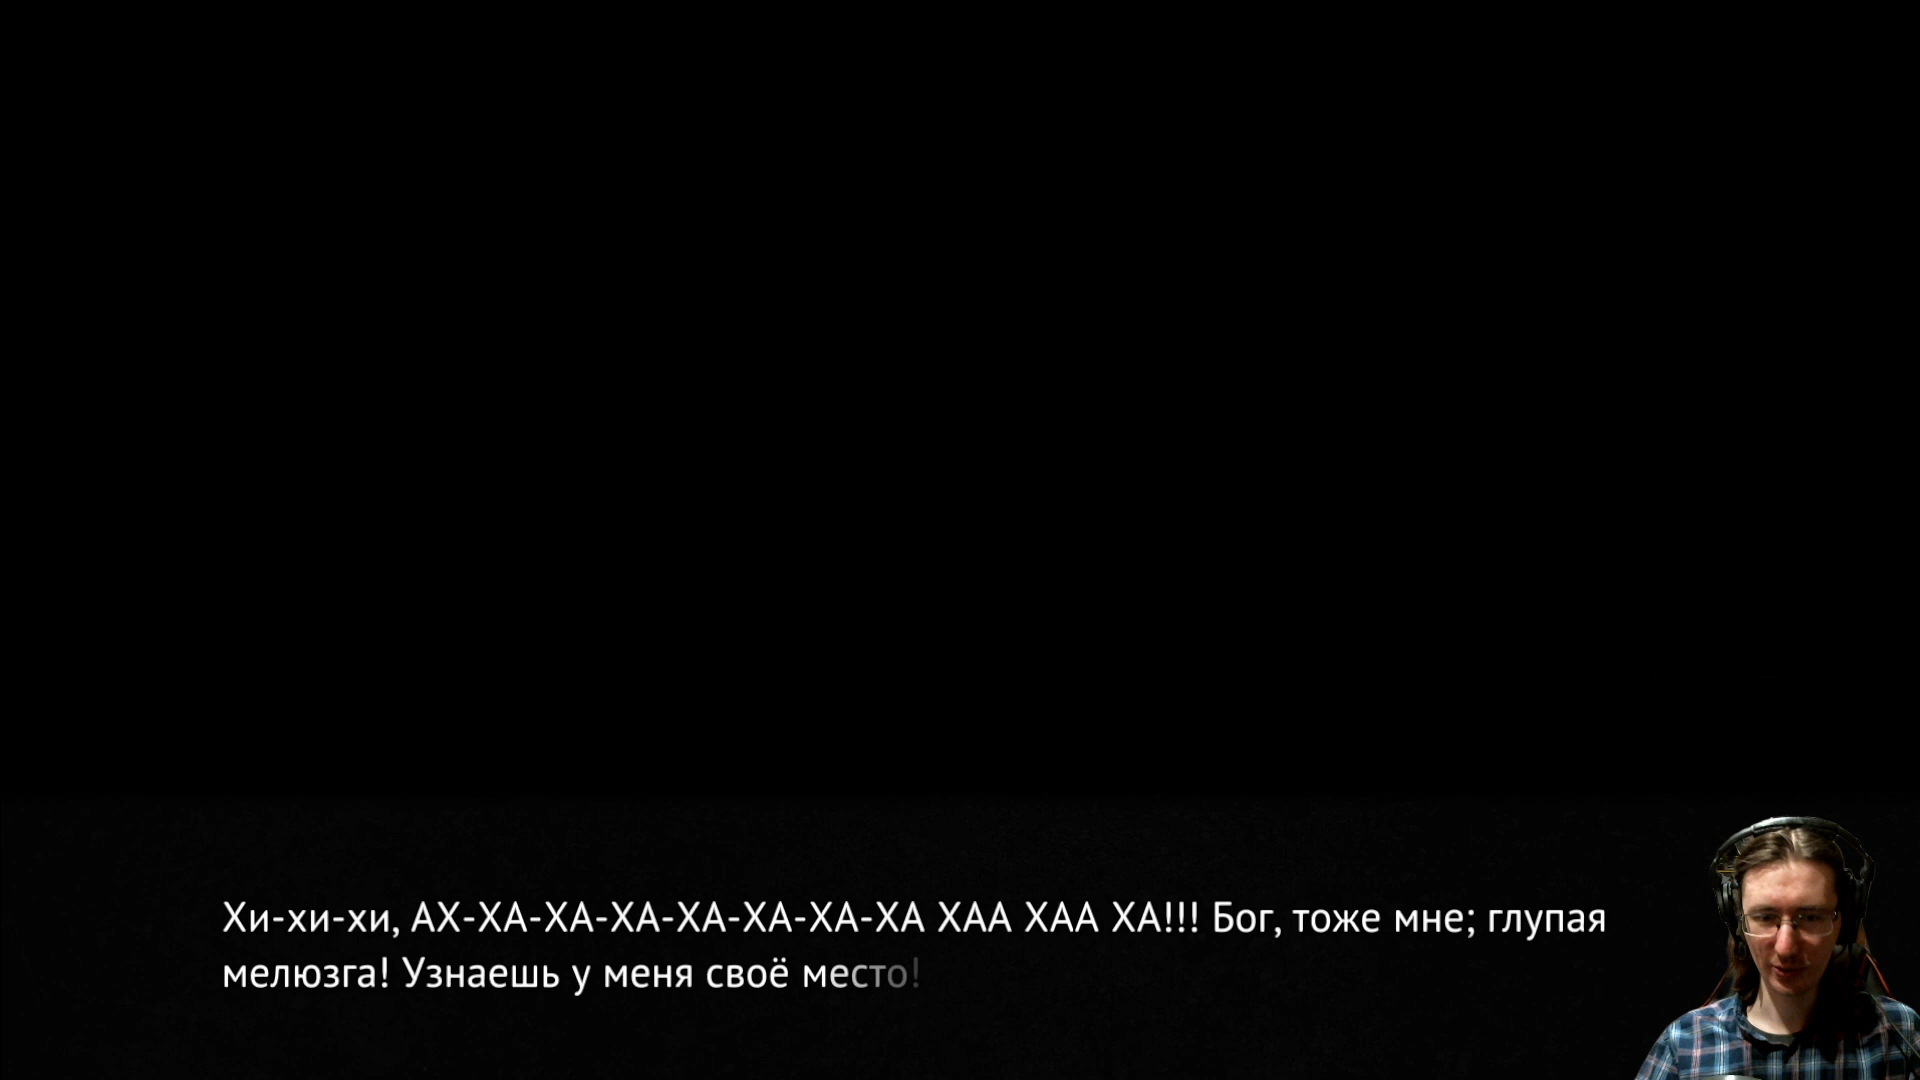 Хи-хи-хи, АХ-ХА-ХА-ХА-ХА-ХА-ХА-ХА ХАА ХАА ХА!!! Бог, тоже мне; глупая
мелюзга! Узнаешь у меня своё место!